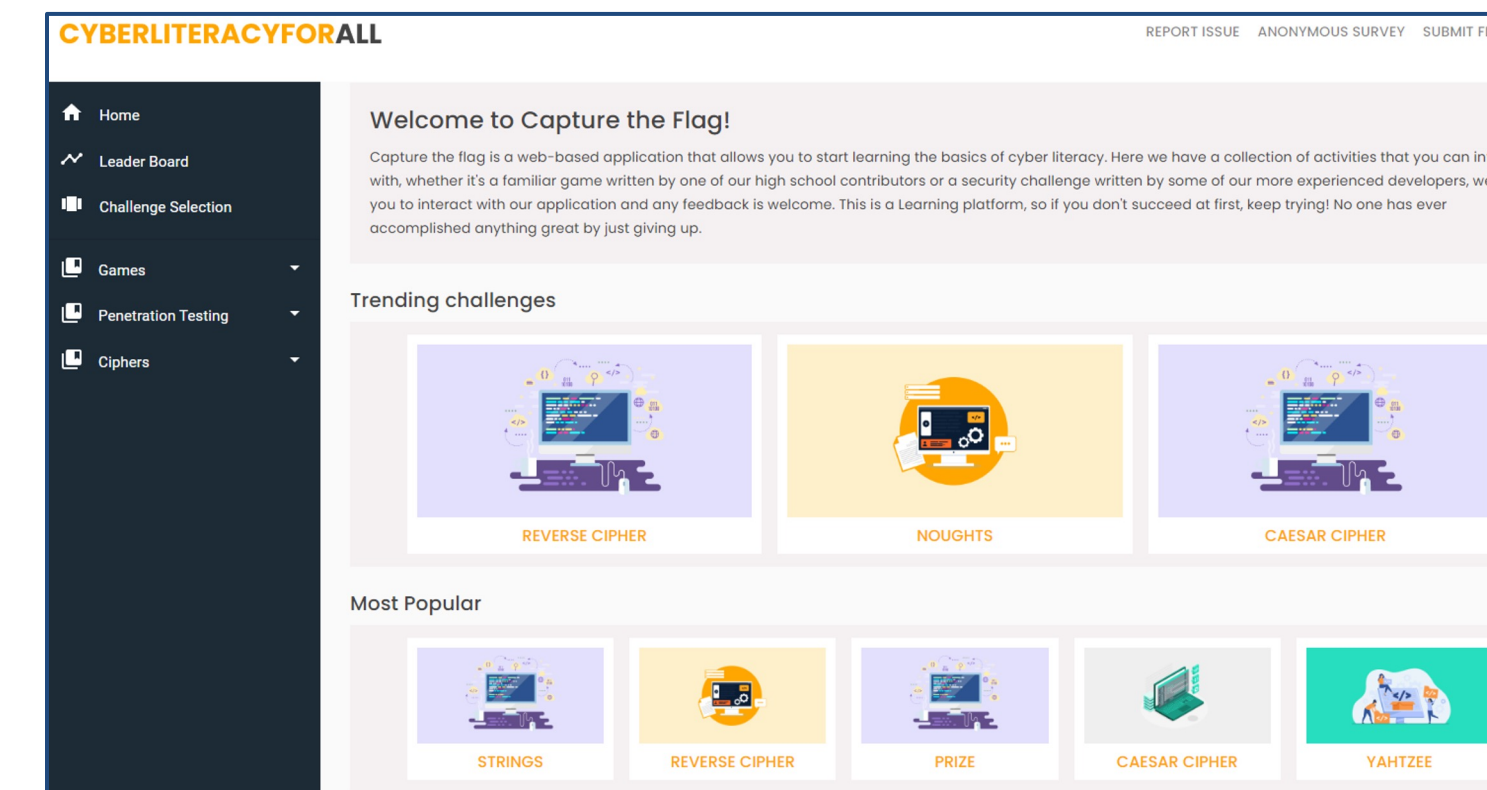 CYBERLITERACYFORALL
REPORT ISSUE ANONYMOUS SURVEY SUBMIT
Home
Leader Board
Challenge Selection
Games
Penetration Testing
Ciphers
Welcome to Capture the Flag!
Capture the flag is a web-based application that allows you to start learning the basics of cyber literacy. Here we have a collection of activities that you can
with, whether it's a familiar game written by one of our high school contributors or a security challenge written by some of our more experienced developers,
you to interact with our application and any feedback is welcome. This is a Learning platform, so if you don't succeed at first, keep trying! No one has ever
accomplished anything great by just giving up.
Trending challenges
REVERSE CIPHER
NOUGHTS
CAESAR CIPHER
Most Popular
STRINGS
REVERSE CIPHER
PRIZE
CAESAR CIPHER
YAHTZEE